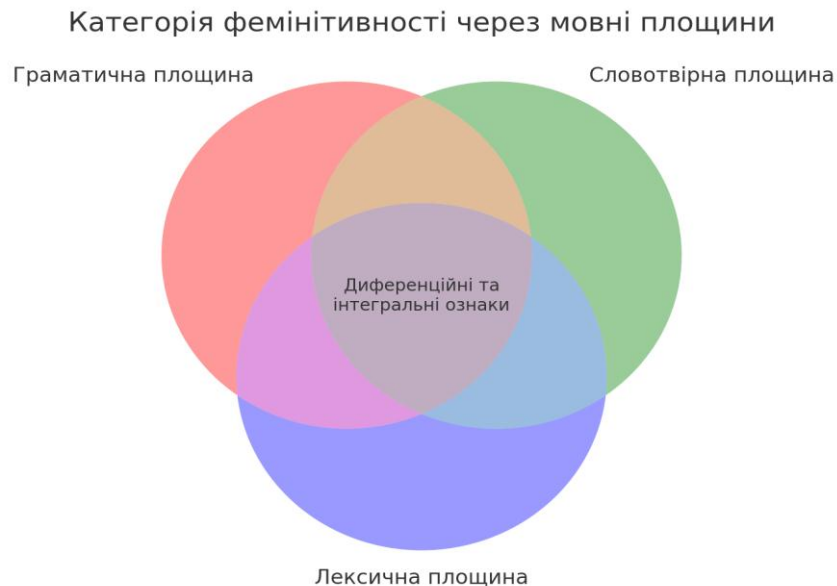 Категорія фемінітивності через мовні площини
Граматична площина
Словотвірна площина
Диференційні та
інтегральні ознаки
Лексична площина